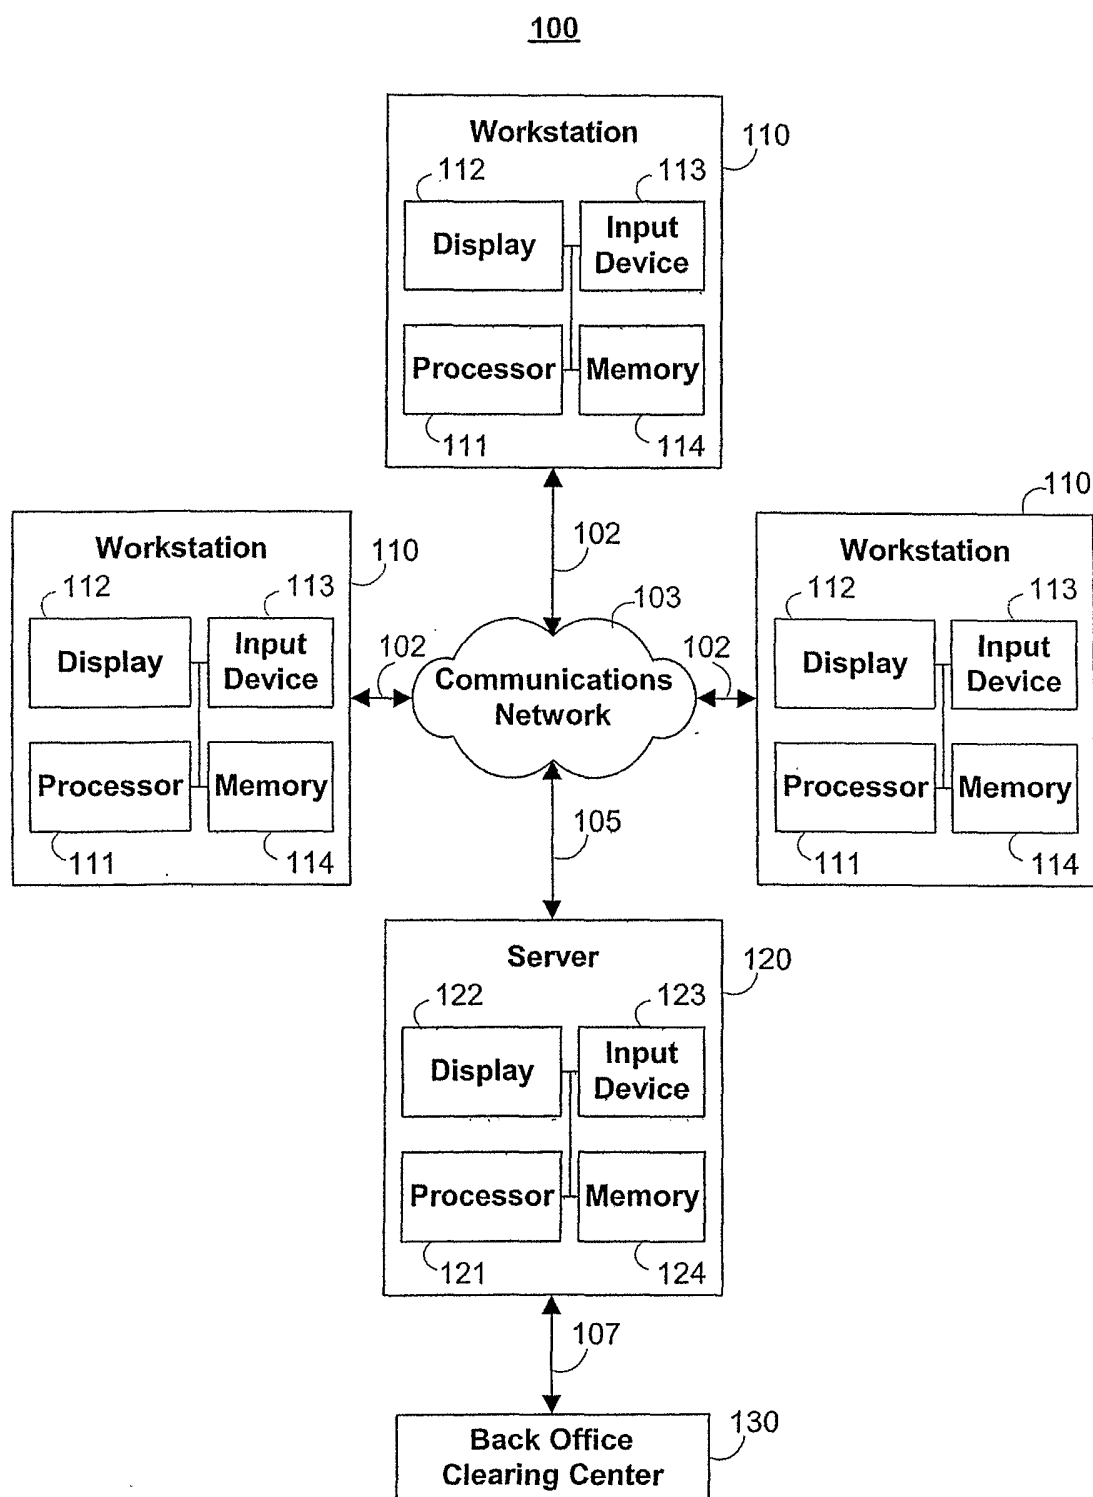 100
Workstation
110
112
113
Display
Input
Device
Processor
Memory
111
114
102
Workstation
110
112
113
Display
Input
Device
Processor
Memory
111
114
102
103
Communications
Network
102
110
Workstation
112
113
Display
Input
Device
Processor
Memory
111
114
105
Server
120
122
123
Display
Input
Device
Processor
Memory
121
124
107
Back Office
Clearing Center
130